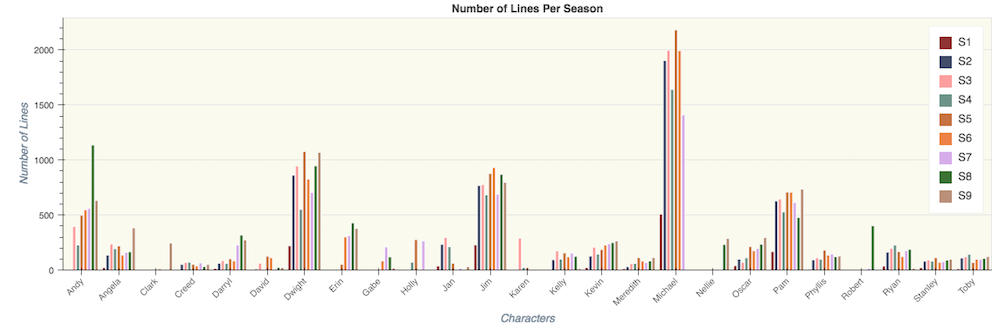 Number of Lines Per Season
Number of Lines
2000
1500
1000
500
0
S1
S2
S3
S4
S5
S6
S7
S8
S9
Andy
Angela
Clark
Creed
Darryl
David
Dwight
Erin
Gabe
Holly
Jan
Jim
Karen
Kelly
Kevin
Meredith
Michael
Nellie
Oscar
Pam
Phyllis
Robert
Ryan
Stanley
Toby
Characters